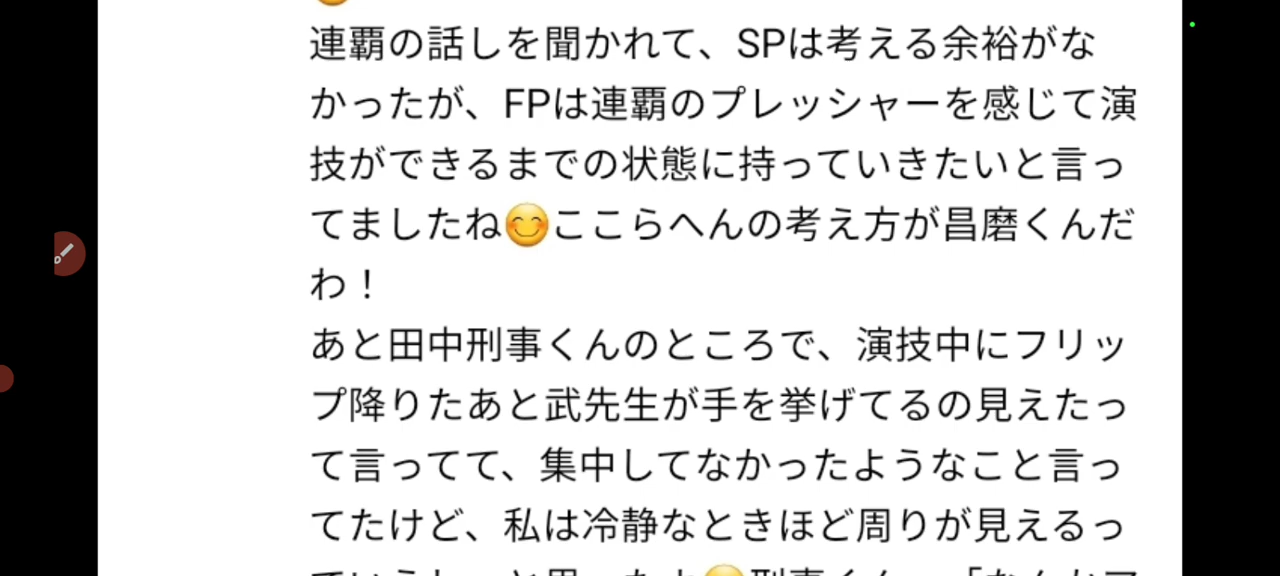 連覇の話しを聞かれて、SPは考える余裕がな
かったが、FPは連覇のプレッシャーを感じて演
技ができるまでの状態に持っていきたいと言っ
てましたね😊ここらへんの考え方が昌磨くんだ
わ！
あと田中刑事くんのところで、演技中にフリッ
プ降りたあと武先生が手を挙げてるの見えたっ
て言ってて、集中してなかったようなこと言っ
てたけど、私は冷静なときほど周りが見えるっ